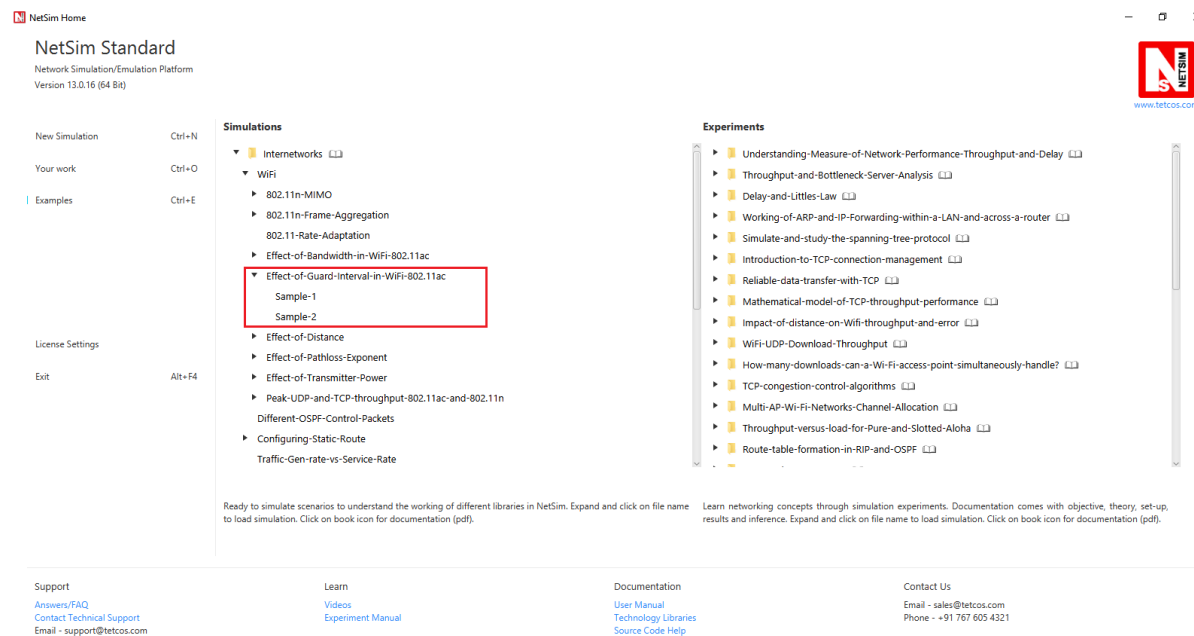 NetSim Home
NetSim Standard
Network Simulation/Emulation Platform
Version 13.0.16 (64 Bit)
NETSIM
www.tetcos.com
New Simulation Ctrl+N
Your work Ctrl+O
Examples Ctrl+E
License Settings
Exit Alt+F4
Simulations
Internetworks
WiFi
802.11n-MIMO
802.11n-Frame-Aggregation
802.11-Rate-Adaptation
Effect-of-Bandwidth-in-WiFi-802.11ac
Effect-of-Guard-Interval-in-WiFi-802.11ac
Sample-1
Sample-2
Effect-of-Distance
Effect-of-Pathloss-Exponent
Effect-of-Transmitter-Power
Peak-UDP-and-TCP-throughput-802.11ac-and-802.11n
Different-OSPF-Control-Packets
Configuring-Static-Route
Traffic-Gen-rate-vs-Service-Rate
Ready to simulate scenarios to understand the working of different libraries in NetSim. Expand and click on file name
to load simulation. Click on book icon for documentation (pdf).
Experiments
Understanding-Measure-of-Network-Performance-Throughput-and-Delay
Throughput-and-Bottleneck-Server-Analysis
Delay-and-Littles-Law
Working-of-ARP-and-IP-Forwarding-within-a-LAN-and-across-a-router
Simulate-and-study-the-spanning-tree-protocol
Introduction-to-TCP-connection-management
Reliable-data-transfer-with-TCP
Mathematical-model-of-TCP-throughput-performance
Impact-of-distance-on-Wifi-throughput-and-error
WiFi-UDP-Download-Throughput
How-many-downloads-can-a-Wi-Fi-access-point-simultaneously-handle?
TCP-congestion-control-algorithms
Multi-AP-Wi-Fi-Networks-Channel-Allocation
Throughput-versus-load-for-Pure-and-Slotted-Aloha
Route-table-formation-in-RIP-and-OSPF
Learn networking concepts through simulation experiments. Documentation comes with objective, theory, set-up,
results and inference. Expand and click on file name to load simulation. Click on book icon for documentation (pdf).
Support
Answers/FAQ
Contact Technical Support
Email - support@tetcos.com
Learn
Videos
Experiment Manual
Documentation
User Manual
Technology Libraries
Source Code Help
Contact Us
Email - sales@tetcos.com
Phone - +91 767 605 4321